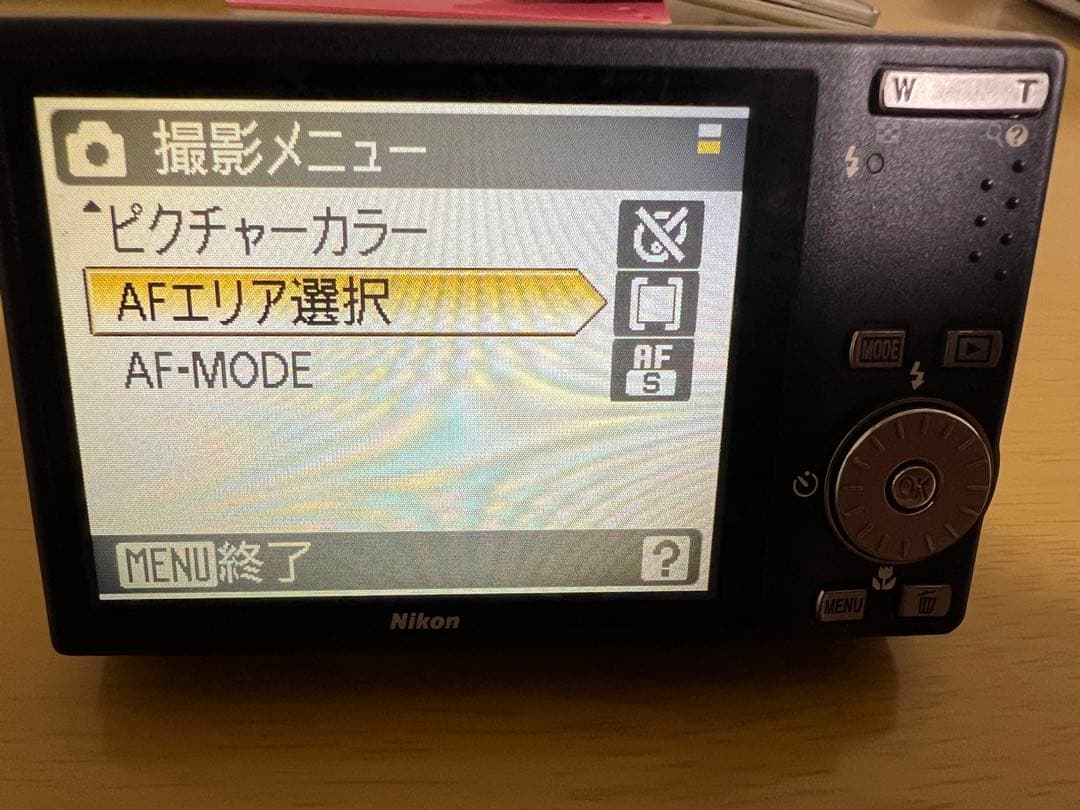 W T
撮影メニュー
?
ピクチャーカラー
AFエリア選択
AF-MODE
AF
S
MODE
OK
MENU終了
?
MENU
Nikon